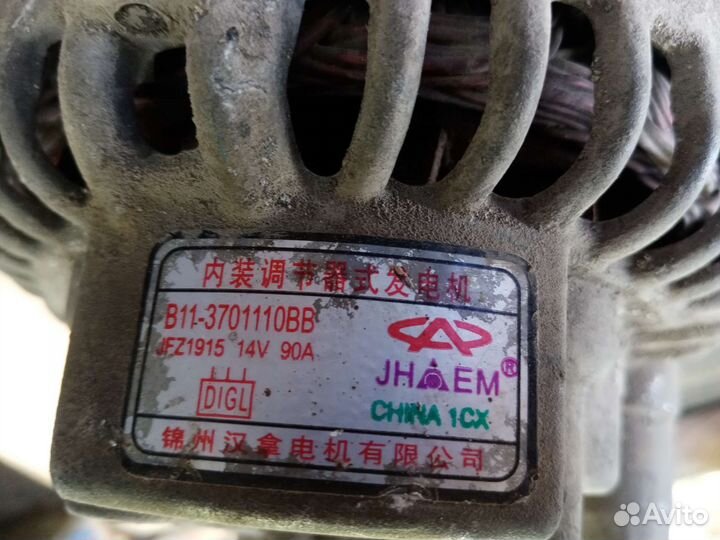 内装调节器式发电机
B11-3701110BB
JFZ1915 14V 90A
JHAEM®
DIGL
CHINA 1CX
锦州汉拿电机有限公司
Avito